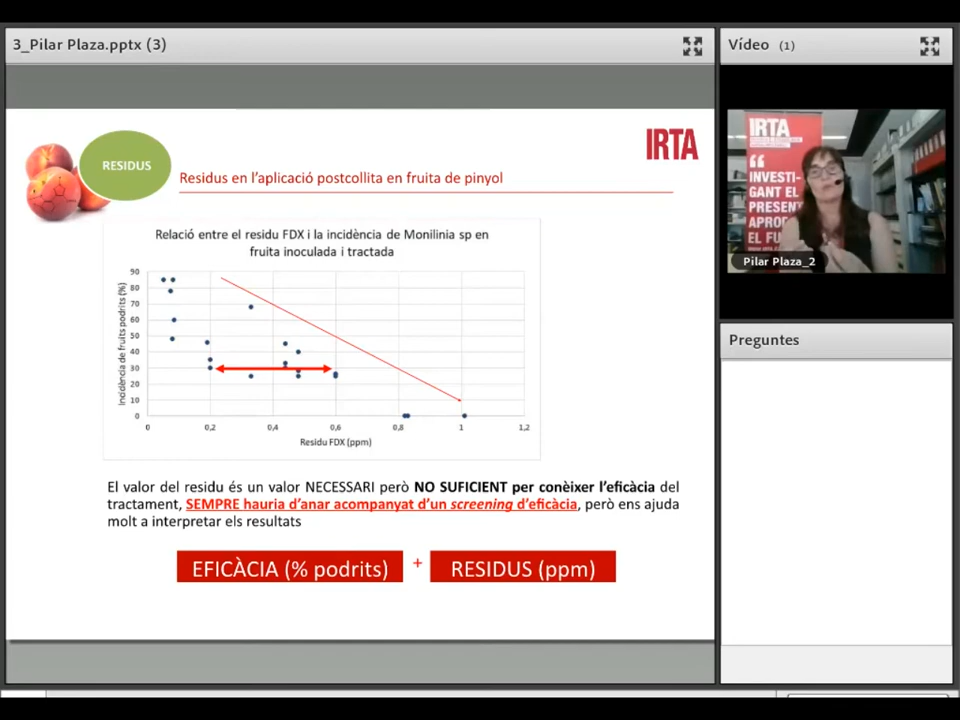 3_Pilar Plaza.pptx (3)
Vídeo (1)
RESIDUS
IRTA
Residus en l'aplicació postcollita en fruita de pinyol
Relació entre el residu FDX i la incidència de Monilinia sp en
fruita inoculada i tractada
Incidència de fruits podrits (%)
90
80
70
60
50
40
30
20
10
0
0
0,2
0,4
0,6
0,8
1
1,2
Residu FDX (ppm)
El valor del residu és un valor NECESSARI però NO SUFICIENT per conèixer l'eficàcia del
tractament, SEMPRE hauria d'anar acompanyat d'un screening d'eficàcia, però ens ajuda
molt a interpretar els resultats
EFICÀCIA (% podrits) + RESIDUS (ppm)
IRTA
INVESTI-
GANT EL
PRESENT
Pilar Plaza_2
Preguntes